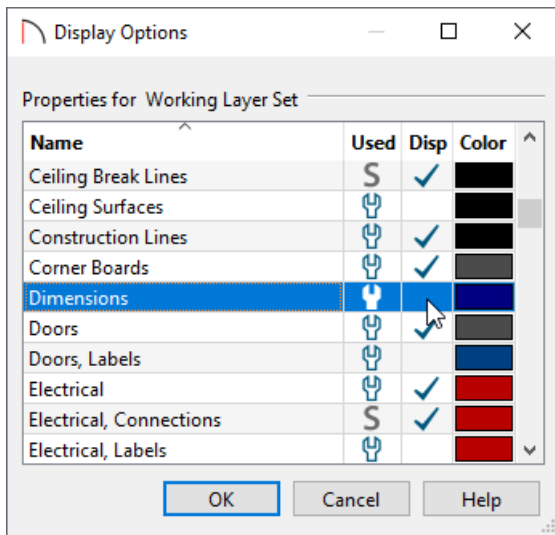 Display Options
Properties for Working Layer Set
Name Used Disp Color
Ceiling Break Lines S
Ceiling Surfaces
Construction Lines
Corner Boards
Dimensions
Doors
Doors, Labels
Electrical
Electrical, Connections S
Electrical, Labels
OK Cancel Help